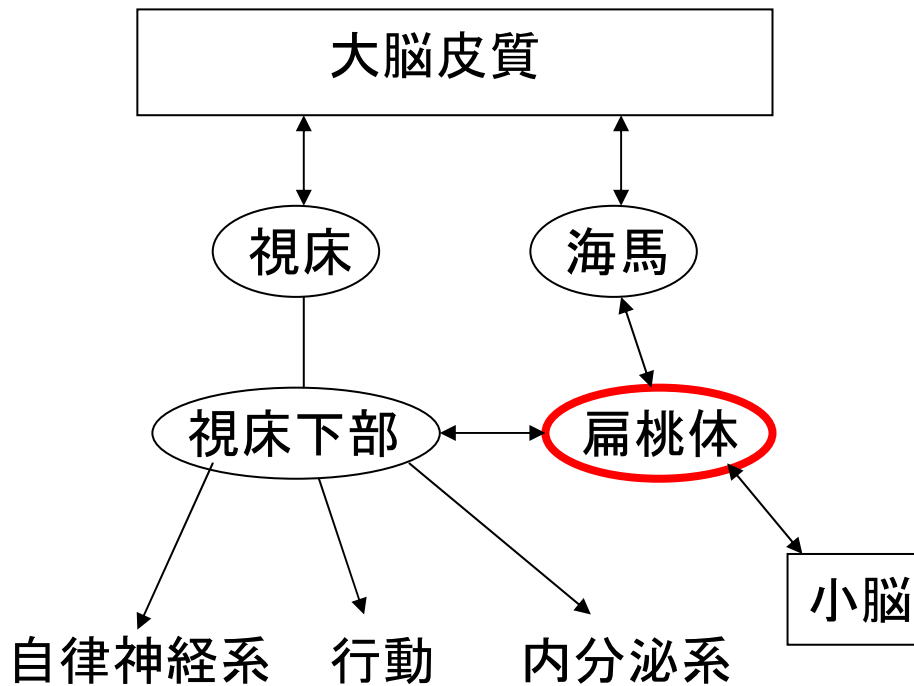 大脳皮質
視床
海馬
視床下部
扁桃体
小脳
自律神経系
行動
内分泌系